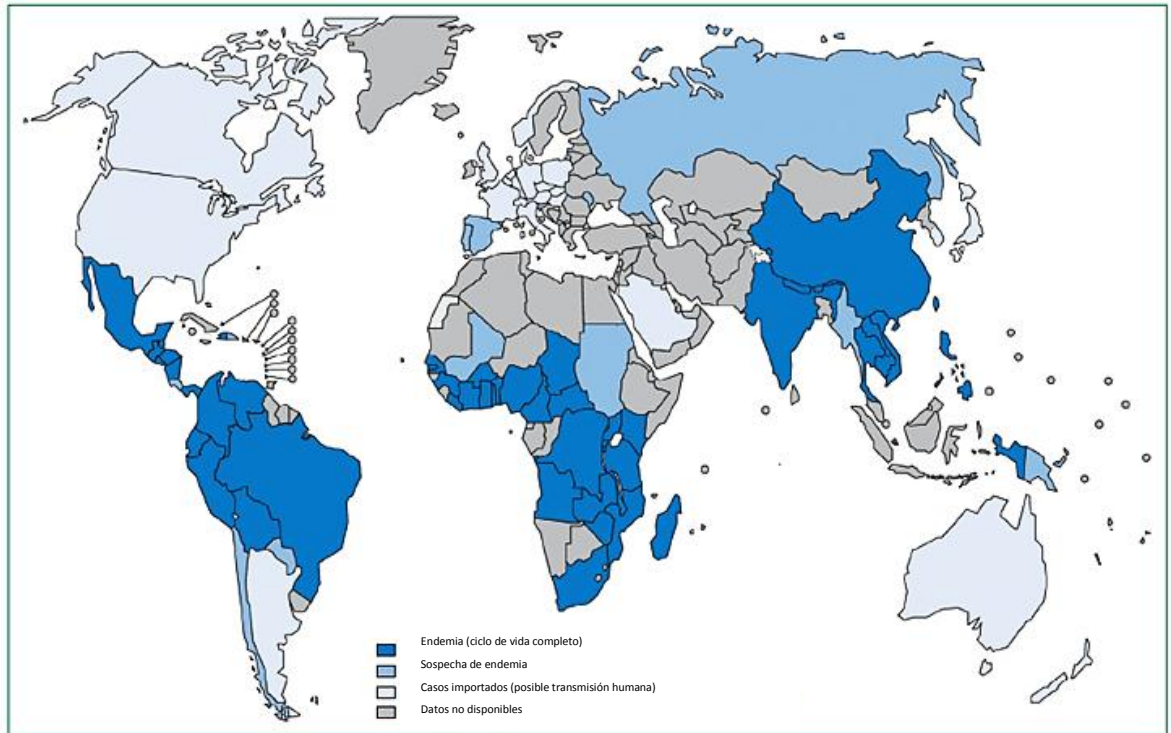 Endemia (ciclo de vida completo)
Sospecha de endemia
Casos importados (posible transmisión humana)
Datos no disponibles